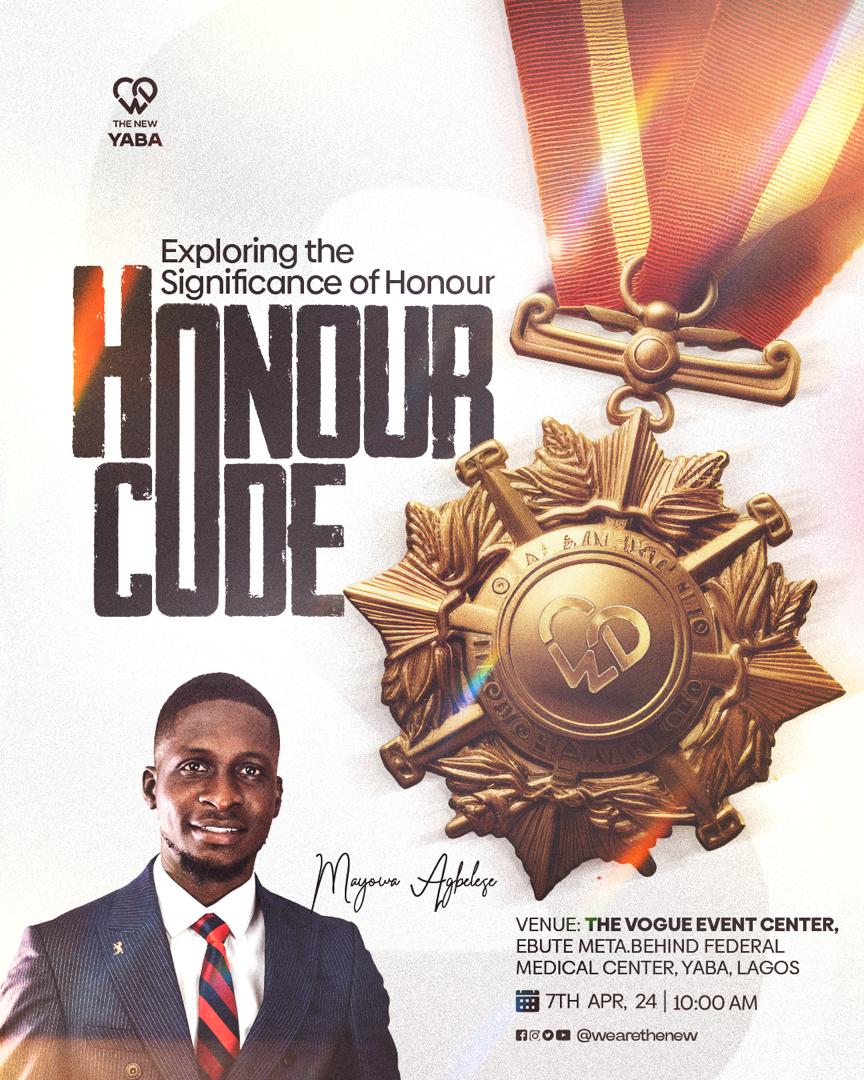 THE NEW
YABA
Exploring the
Significance of Honour
HONOUR
CODE
Mayowa Agbelese
VENUE: THE VOGUE EVENT CENTER,
EBUTE META.BEHIND FEDERAL
MEDICAL CENTER, YABA, LAGOS
7TH APR, 24 | 10:00 AM
@wearethenew